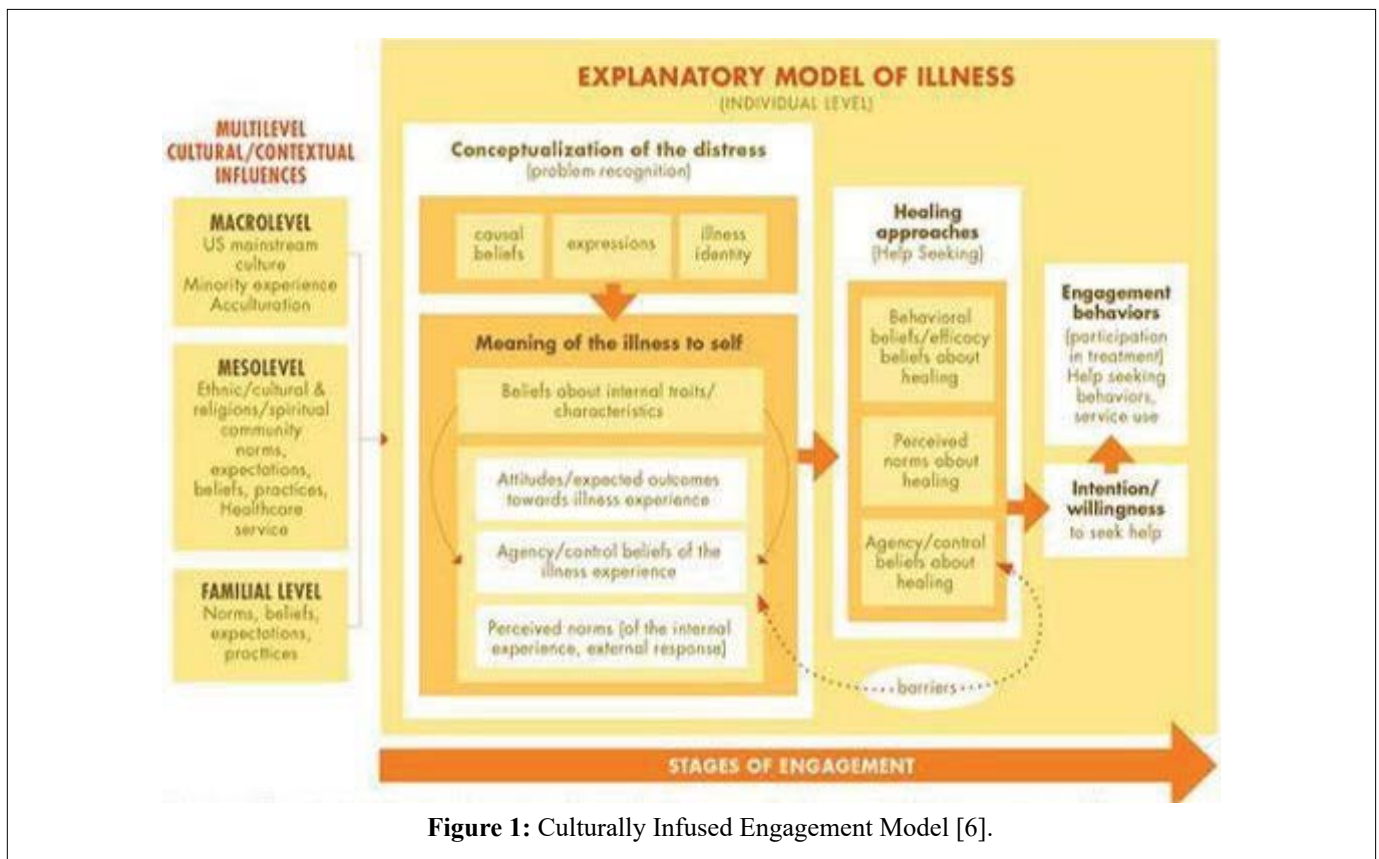 EXPLANATORY MODEL OF ILLNESS
(INDIVIDUAL LEVEL)
MULTILEVEL
CULTURAL/CONTEXTUAL
INFLUENCES
MACROLEVEL
US mainstream
culture
Minority experience
Acculturation
MESOLEVEL
Ethnic/cultural &
religions/spiritual
community
norms,
expectations,
beliefs, practices,
Healthcare
service
FAMILIAL LEVEL
Norms, beliefs,
expectations,
practtices
Conceptualization of the distress
(problem recognition)
causal
beliefs
expressions
illness
identity
Meaning of the illness to self
Beliefs about internal traits/
characteristics
Attitudes/expected outcomes
towards illness experience
Agency/control beliefs of the
illness experience
Perceived norms (of the internal
experience, external response)
Healing
approaches
(Help Seeking)
Behavioral
beliefs/efficacy
beliefs about
healing
Perceived
norms about
healing
Agency/control
beliefs about
healing
barriers
Engagement
behaviors
(participation
in treatment)
Help seeking
behaviors,
service use
Intention/
willingness
to seek help
STAGES OF ENGAGEMENT
Figure 1: Culturally Infused Engagement Model [6].